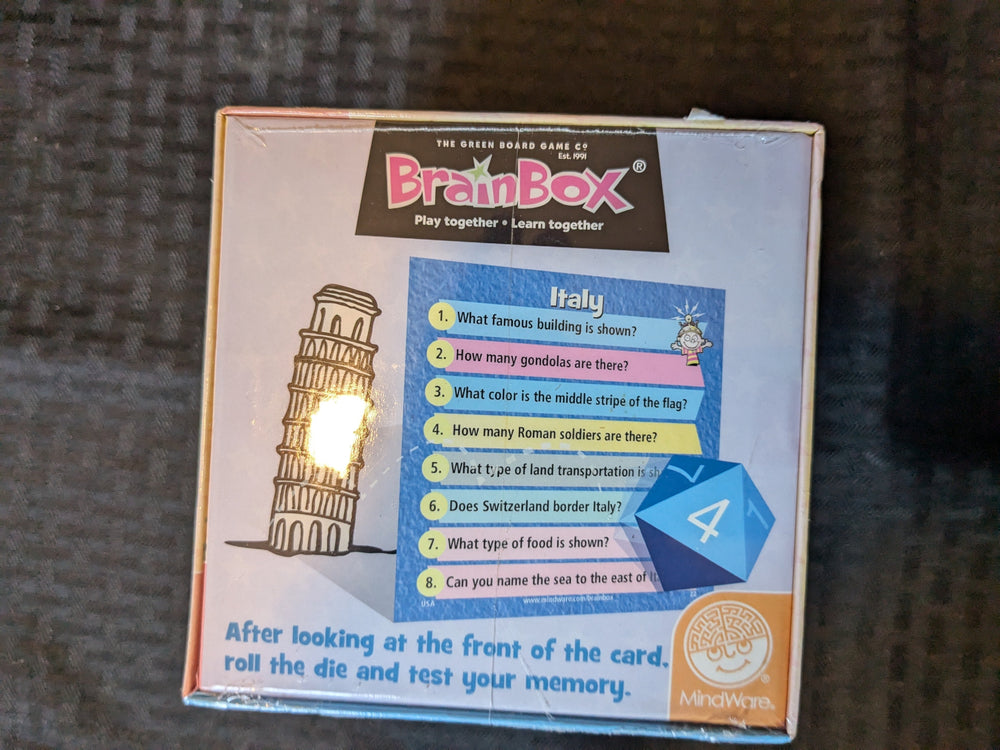 THE GREEN BOARD GAME Co
Est. 1991
BrainBox®
Play together • Learn together
Italy
1. What famous building is shown?
2. How many gondolas are there?
3. What color is the middle stripe of the flag?
4. How many Roman soldiers are there?
5. What type of land transportation is sh
6. Does Switzerland border Italy?
7. What type of food is shown?
8. Can you name the sea to the east of It
USA
www.mindware.com/brainbox
22
4
1
After looking at the front of the card,
roll the die and test your memory.
MindWare®